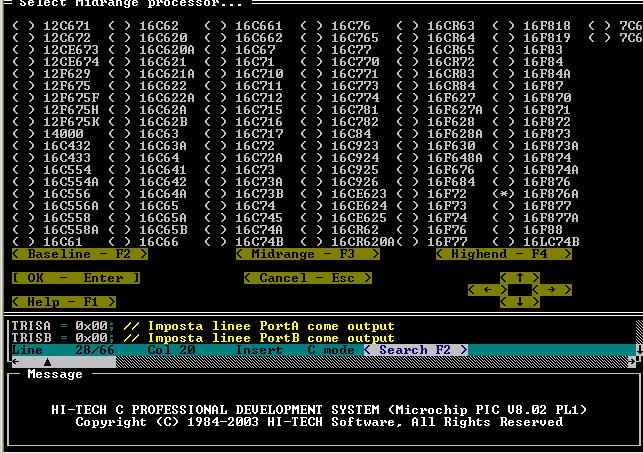 Select Midrange processor...
( ) 12C671 ( ) 16C62 ( ) 16C661 ( ) 16C76 ( ) 16CR63 ( ) 16F818 ( ) 7C6
( ) 12C672 ( ) 16C620 ( ) 16C662 ( ) 16C765 ( ) 16CR64 ( ) 16F819 ( ) 7C6
( ) 12CE673 ( ) 16C620A ( ) 16C67 ( ) 16C77 ( ) 16CR65 ( ) 16F83
( ) 12CE674 ( ) 16C621 ( ) 16C71 ( ) 16C770 ( ) 16CR72 ( ) 16F84
( ) 12F629 ( ) 16C621A ( ) 16C710 ( ) 16C771 ( ) 16CR83 ( ) 16F84A
( ) 12F675 ( ) 16C622 ( ) 16C711 ( ) 16C773 ( ) 16CR84 ( ) 16F87
( ) 12F675F ( ) 16C622A ( ) 16C712 ( ) 16C774 ( ) 16F627 ( ) 16F870
( ) 12F675H ( ) 16C62A ( ) 16C715 ( ) 16C781 ( ) 16F627A ( ) 16F871
( ) 12F675K ( ) 16C62B ( ) 16C716 ( ) 16C782 ( ) 16F628 ( ) 16F872
( ) 14000 ( ) 16C63 ( ) 16C717 ( ) 16C84 ( ) 16F628A ( ) 16F873
( ) 16C432 ( ) 16C63A ( ) 16C72 ( ) 16C923 ( ) 16F630 ( ) 16F873A
( ) 16C433 ( ) 16C64 ( ) 16C72A ( ) 16C924 ( ) 16F648A ( ) 16F874
( ) 16C554 ( ) 16C641 ( ) 16C73 ( ) 16C925 ( ) 16F676 ( ) 16F874A
( ) 16C554A ( ) 16C642 ( ) 16C73A ( ) 16C926 ( ) 16F684 ( ) 16F876
( ) 16C556 ( ) 16C64A ( ) 16C73B ( ) 16CE623 ( ) 16F72 (*) 16F876A
( ) 16C556A ( ) 16C65 ( ) 16C74 ( ) 16CE624 ( ) 16F73 ( ) 16F877
( ) 16C558 ( ) 16C65A ( ) 16C745 ( ) 16CE625 ( ) 16F74 ( ) 16F877A
( ) 16C558A ( ) 16C65B ( ) 16C74A ( ) 16CR62 ( ) 16F76 ( ) 16F88
( ) 16C61 ( ) 16C66 ( ) 16C74B ( ) 16CR620A( ) 16F77 ( ) 16LC74B
< Baseline - F2 > < Midrange - F3 > < Highend - F4 >
[ OK - Enter ] < Cancel - Esc > < ↑ >
< ← > < → >
< Help - F1 > < ↓ >
TRISA = 0x00; // Imposta linee PortA come output
TRISB = 0x00; // Imposta linee PortB come output
Line 28/66 Col 20 Insert C mode < Search F2 >
Message
HI-TECH C PROFESSIONAL DEVELOPMENT SYSTEM (Microchip PIC V8.02 PL1)
Copyright (C) 1984-2003 HI-TECH Software, All Rights Reserved